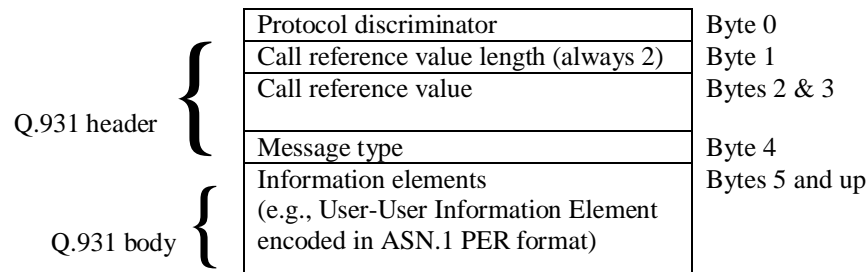 Protocol discriminator Byte 0
Call reference value length (always 2) Byte 1
Call reference value Bytes 2 & 3
Q.931 header
Message type Byte 4
Information elements Bytes 5 and up
(e.g., User-User Information Element
encoded in ASN.1 PER format)
Q.931 body